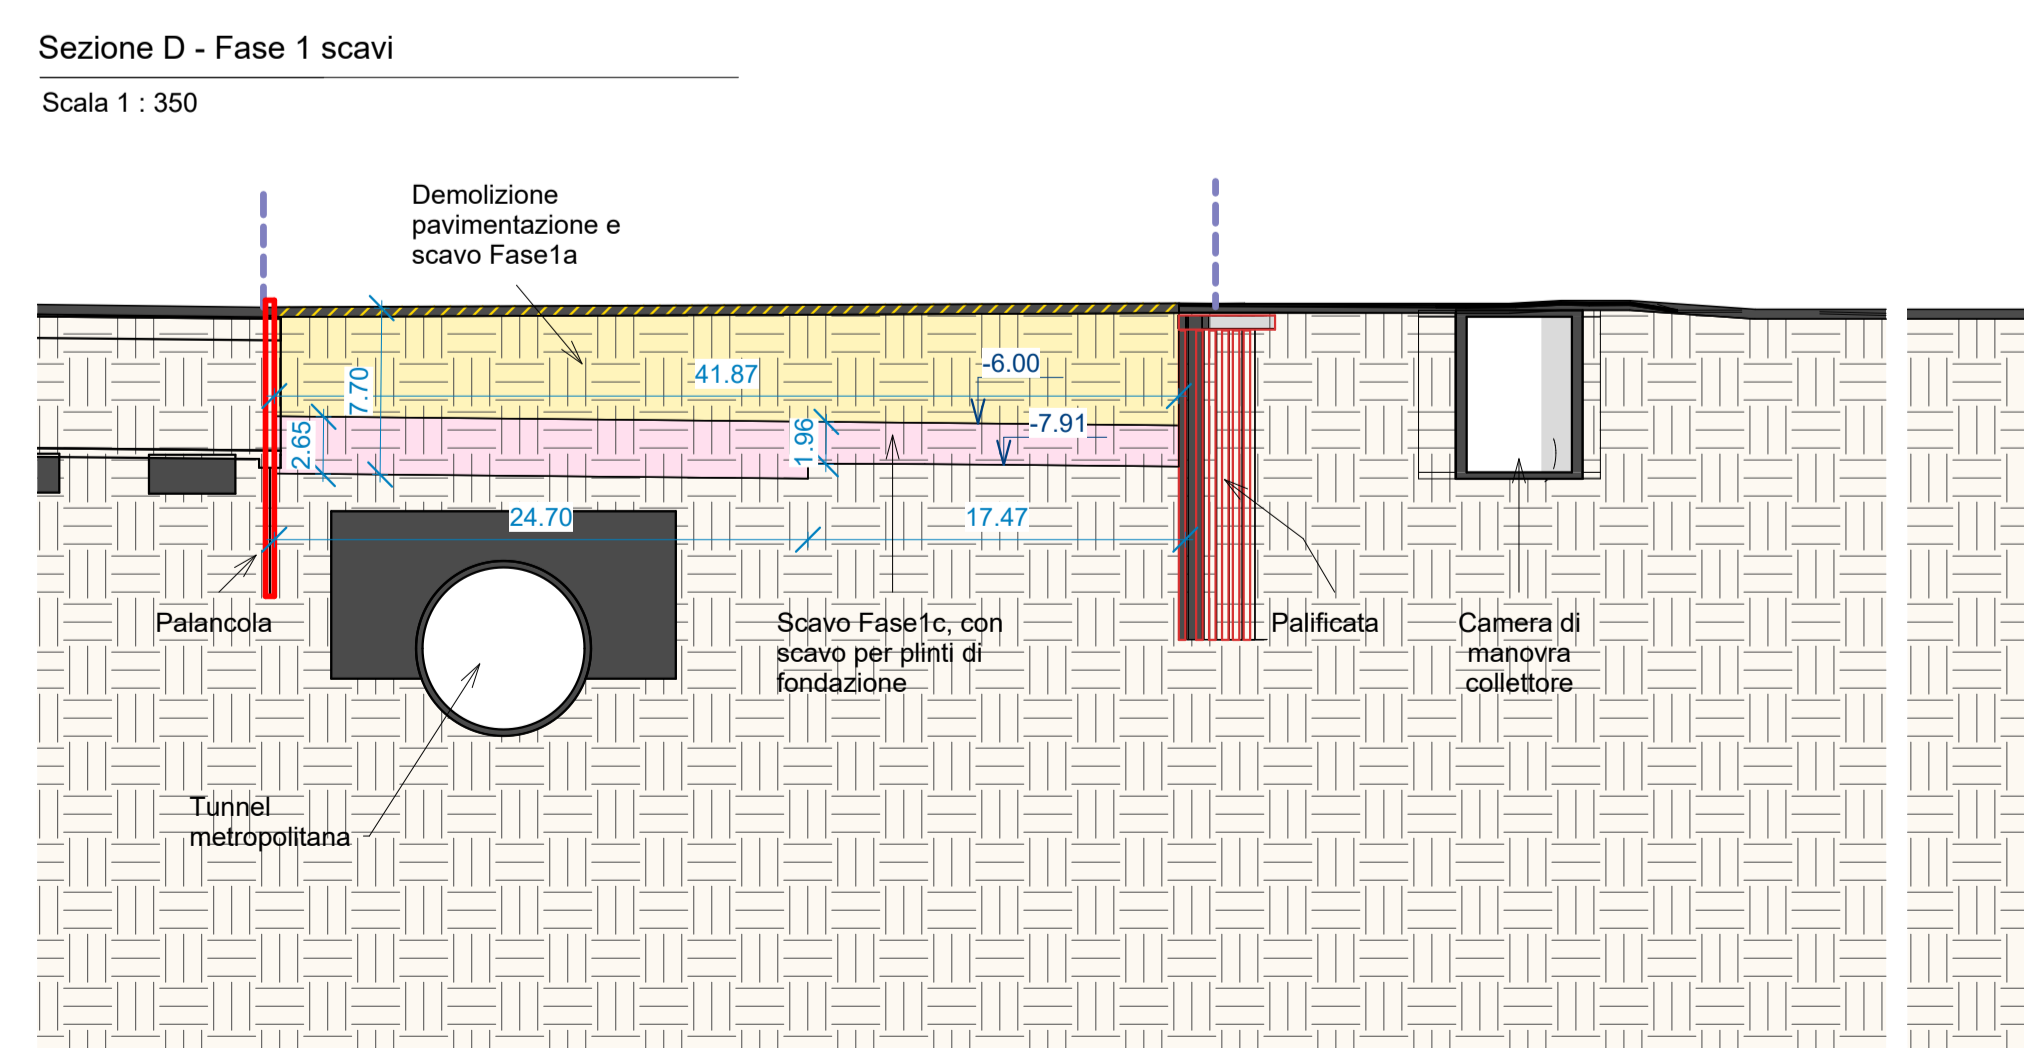 Sezione D - Fase 1 scavi
Scala 1 : 350
Demolizione
pavimentazione e
scavo Fase1a
-6.00
41.87
7.70
-7.91
2.65
1.96
24.70
17.47
Palancola
Scavo Fase1c, con
scavo per plinti di
fondazione
Palificata
Camera di
manovra
collettore
Tunnel
metropolitana